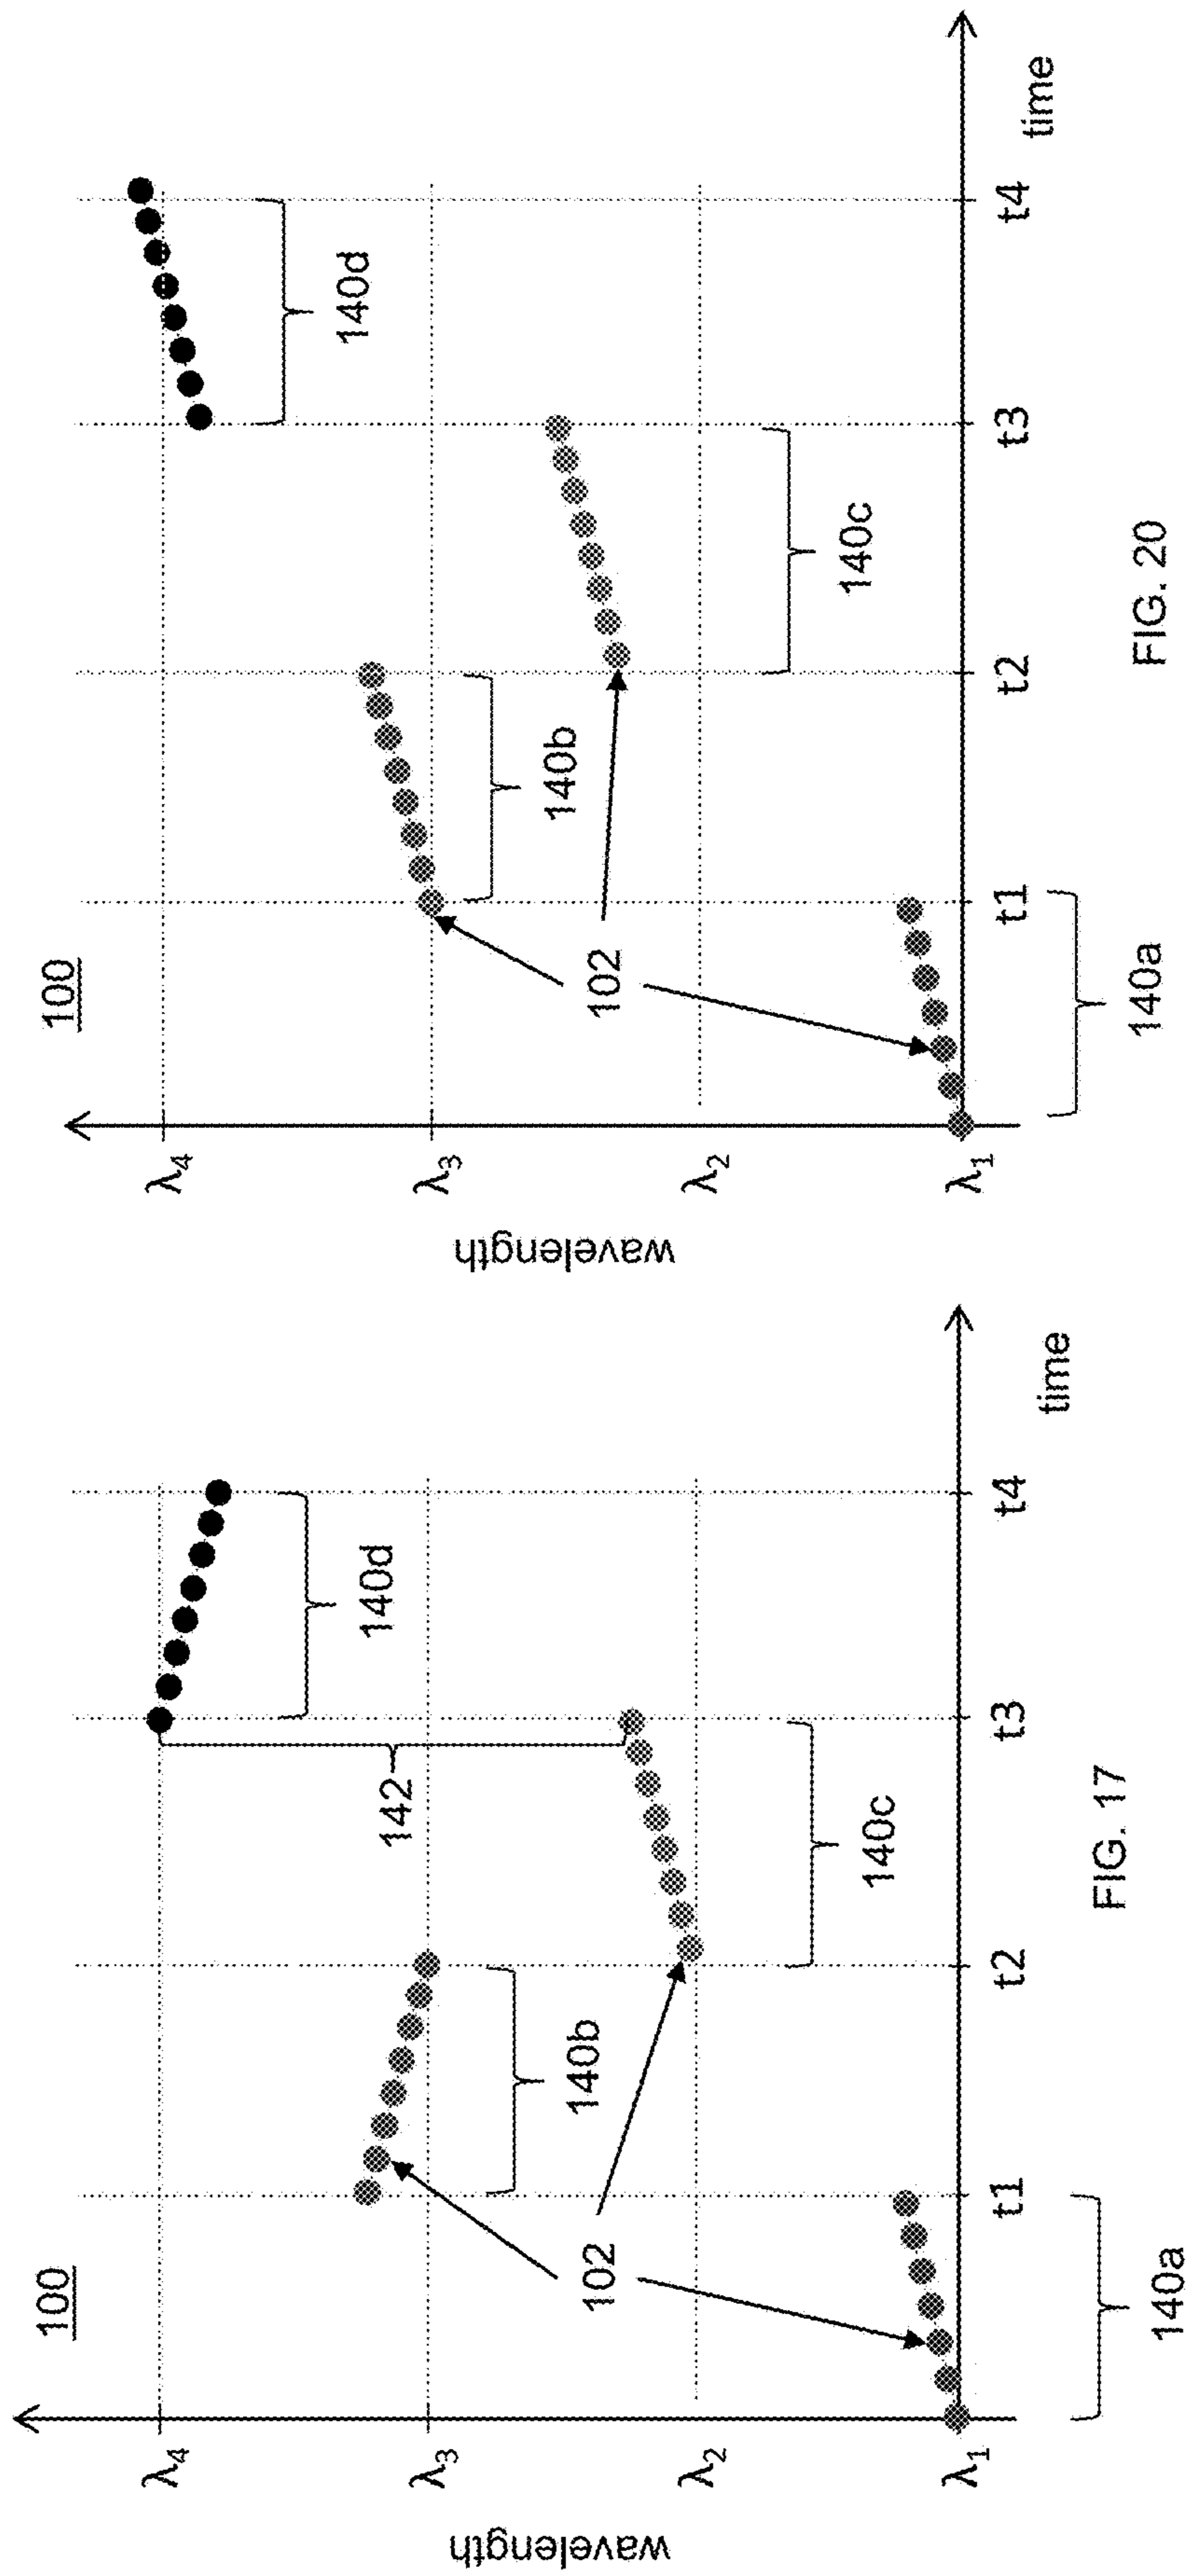 100
wavelength
λ4
λ3
λ2
λ1
142
102
140a
140b
140c
140d
t1
t2
t3
t4
time
FIG. 17
100
wavelength
λ4
λ3
λ2
λ1
102
140a
140b
140c
140d
t1
t2
t3
t4
time
FIG. 20